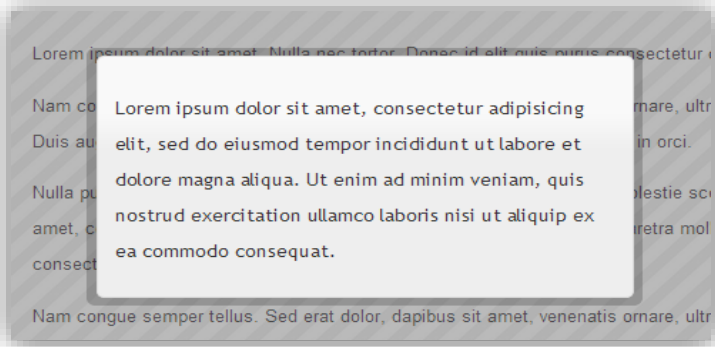 Lorem ipsum dolor sit amet. Nulla nec tortor. Donec id elit quis purus consectetur
Nam co
rnare, ultr
Duis au
in orci.
Nulla pu
olestie sc
amet, c
uretra mol
consect
Nam congue semper tellus. Sed erat dolor, dapibus sit amet, venenatis ornare, ultr
Lorem ipsum dolor sit amet, consectetur adipisicing
elit, sed do eiusmod tempor incididunt ut labore et
dolore magna aliqua. Ut enim ad minim veniam, quis
nostrud exercitation ullamco laboris nisi ut aliquip ex
ea commodo consequat.